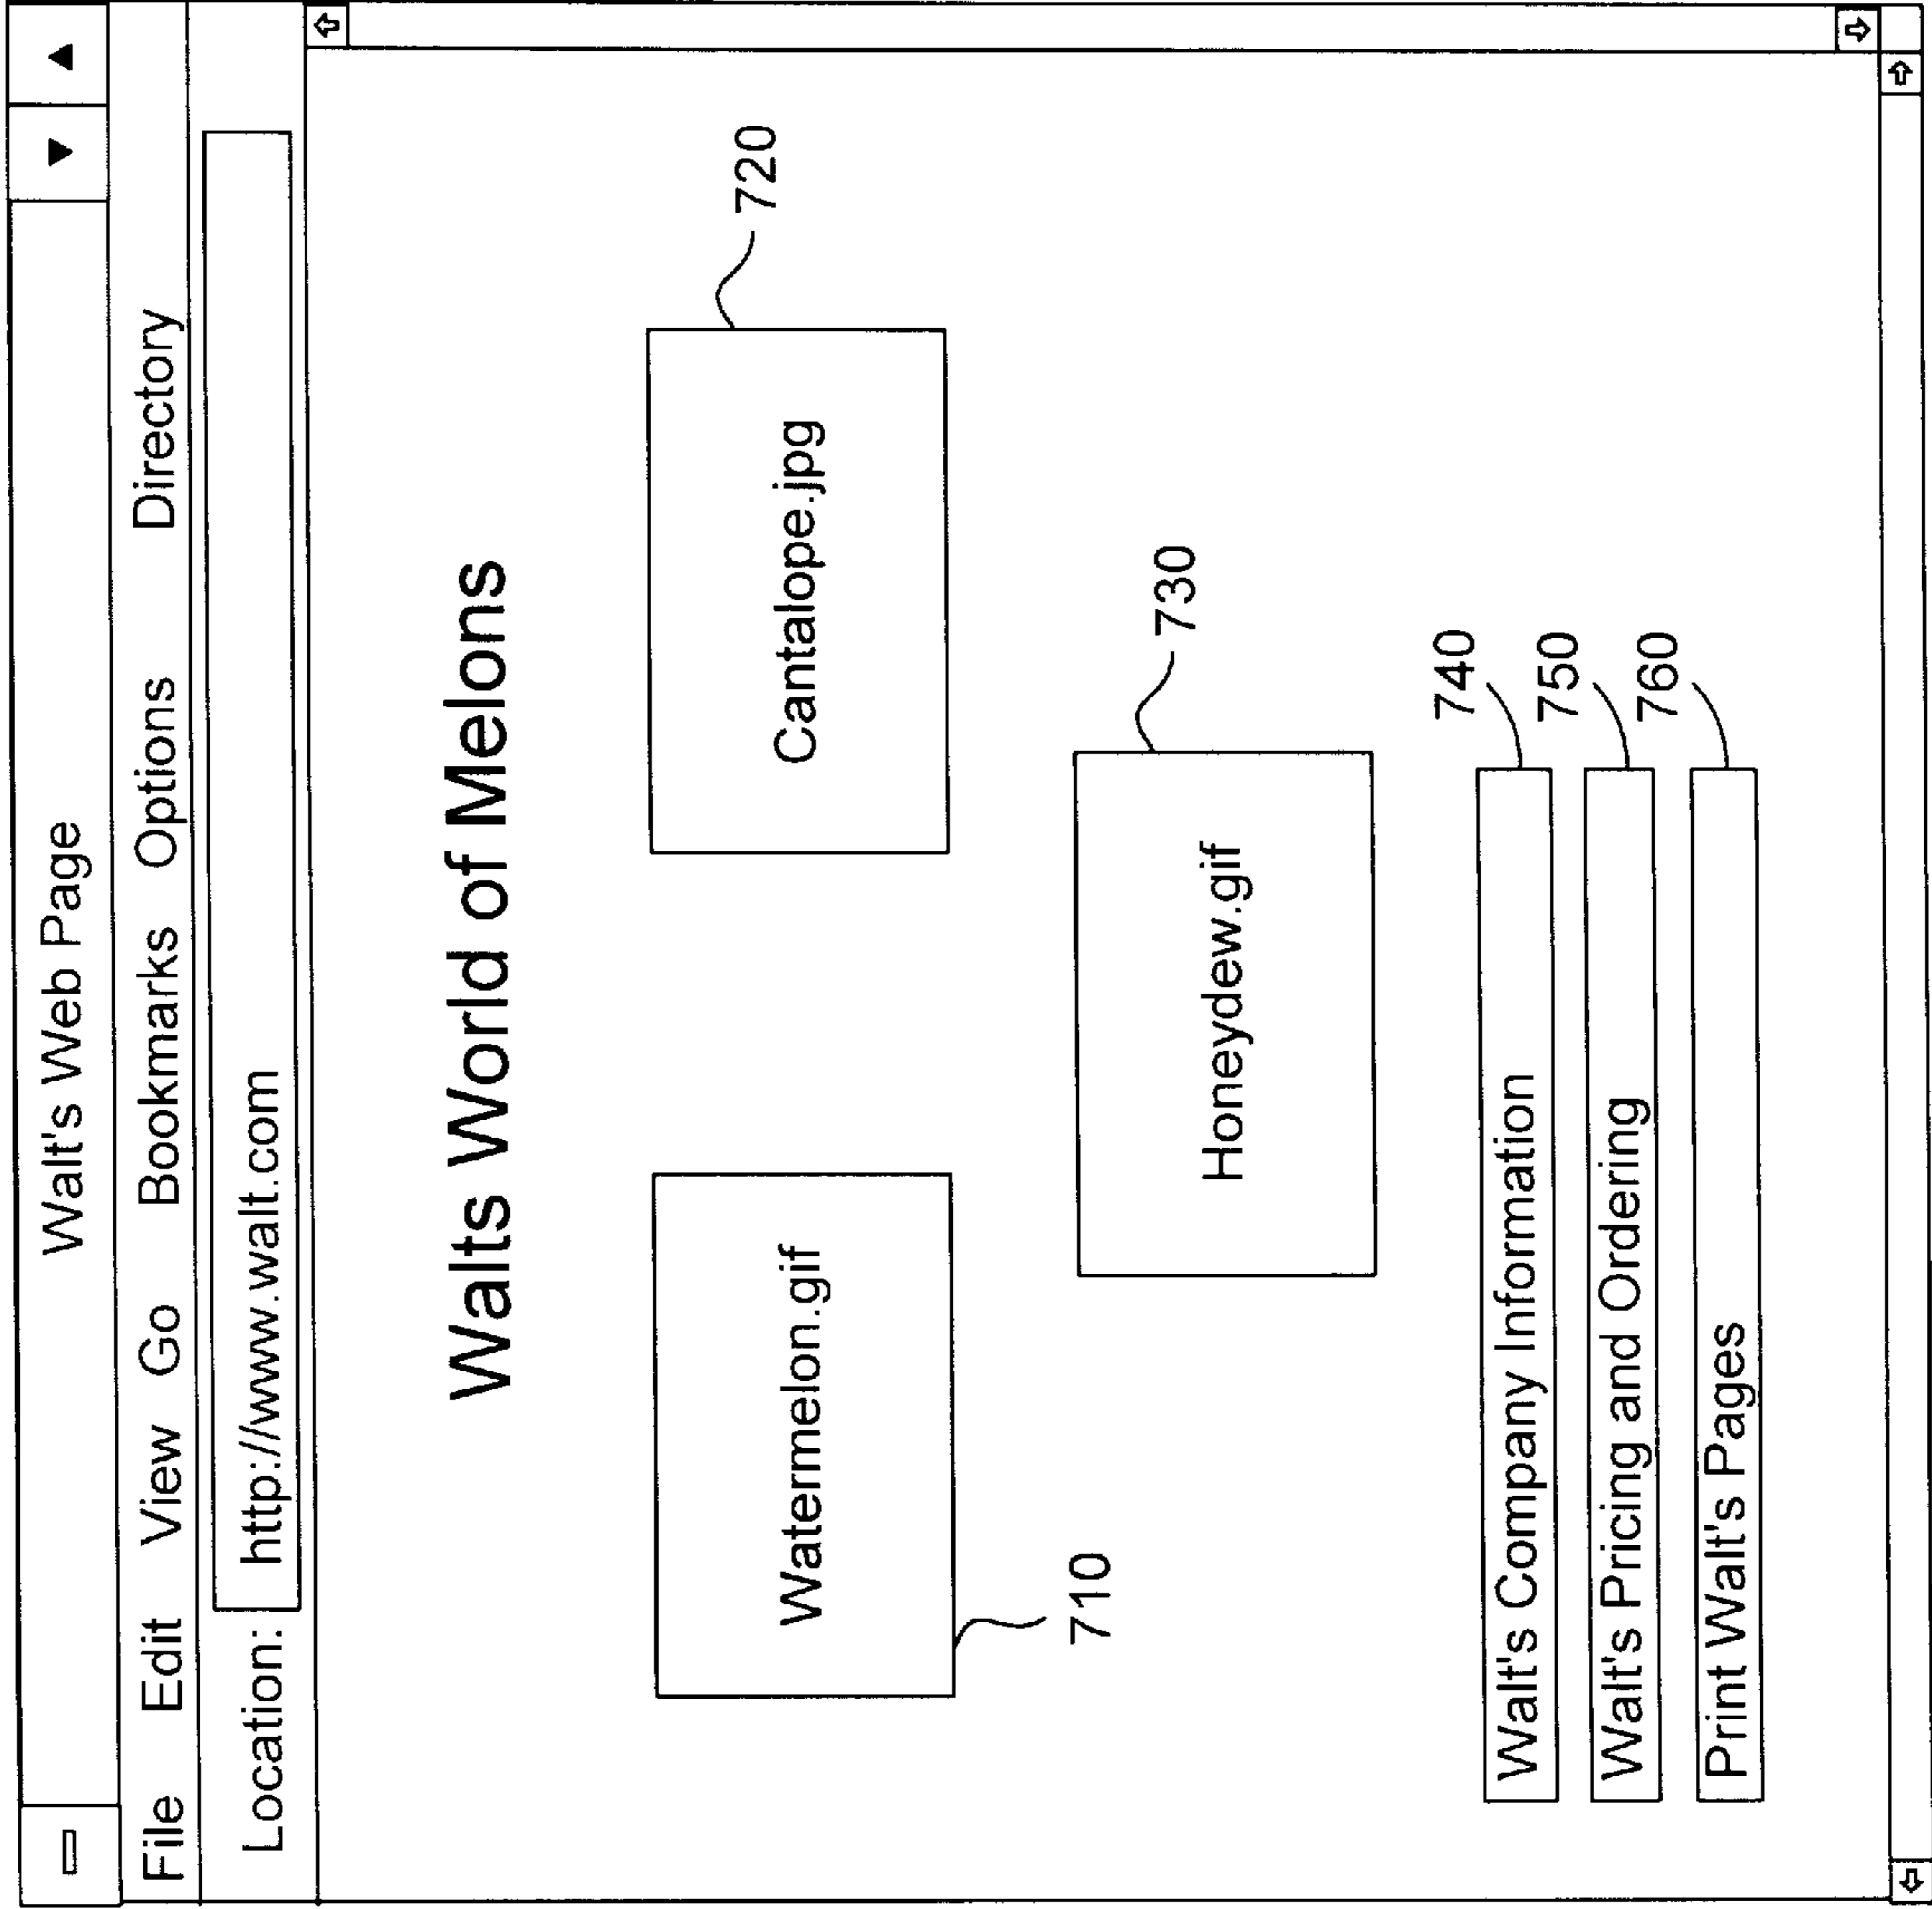 Walt's Web Page
File Edit View Go Bookmarks Options Directory
Location: http://www.walt.com
Walts World of Melons
Watermelon.gif
710
Cantalope.jpg
720
Honeydew.gif
730
Walt's Company Information
740
Walt's Pricing and Ordering
750
Print Walt's Pages
760